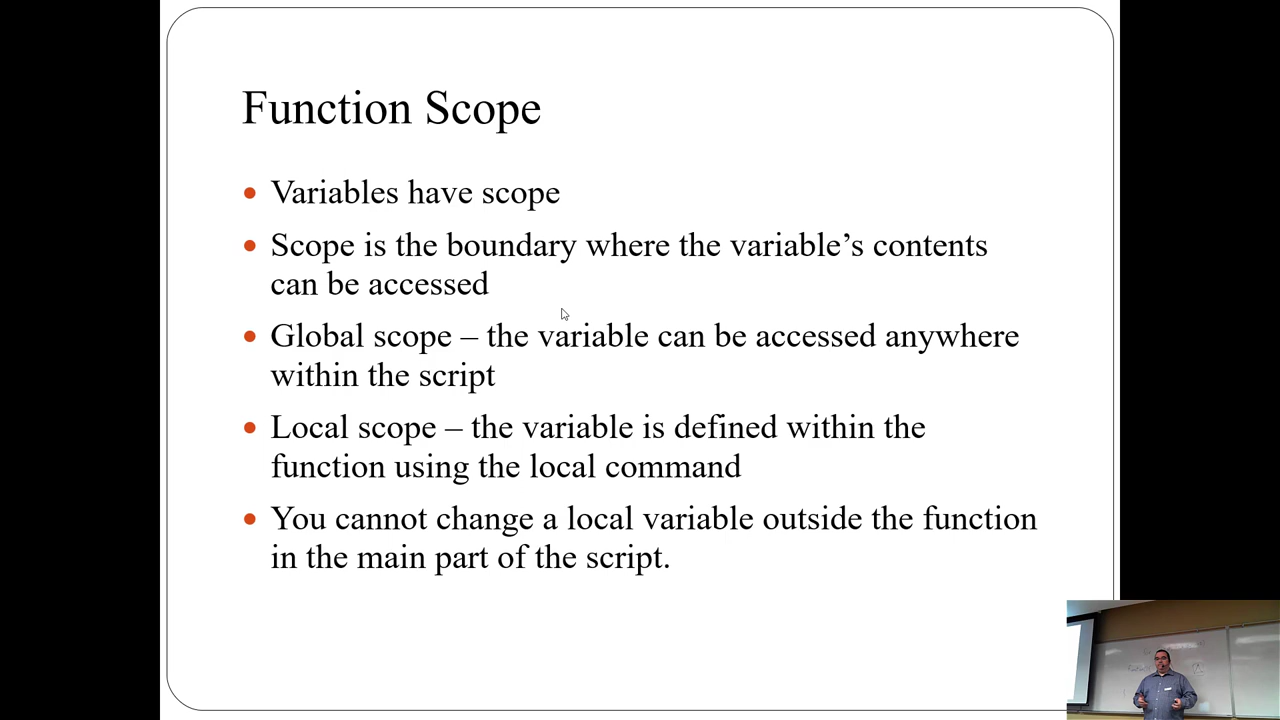 Function Scope
Variables have scope
Scope is the boundary where the variable’s contents
can be accessed
Global scope – the variable can be accessed anywhere
within the script
Local scope – the variable is defined within the
function using the local command
You cannot change a local variable outside the function
in the main part of the script.